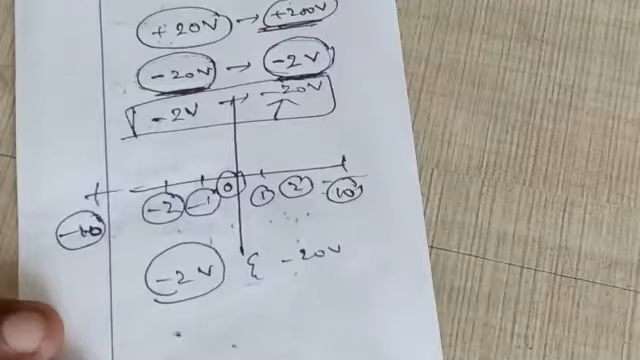 +20V → +200V
-20V → -2V
-2V → -20V
-2 -1 0 1 2 10
-10
-2V { -20V